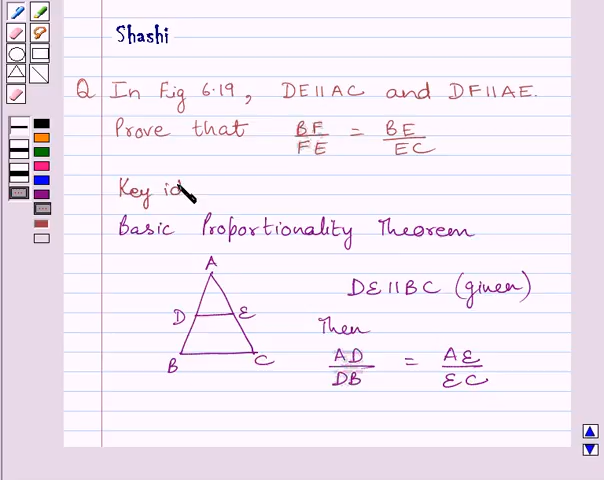 Shashi
Q In Fig 6.19, DE||AC and DF||AE.
Prove that BF/FE = BE/EC
Key id
Basic Proportionality Theorem
A
DE||BC (given)
D E
Then
AD/DB = AE/EC
B C